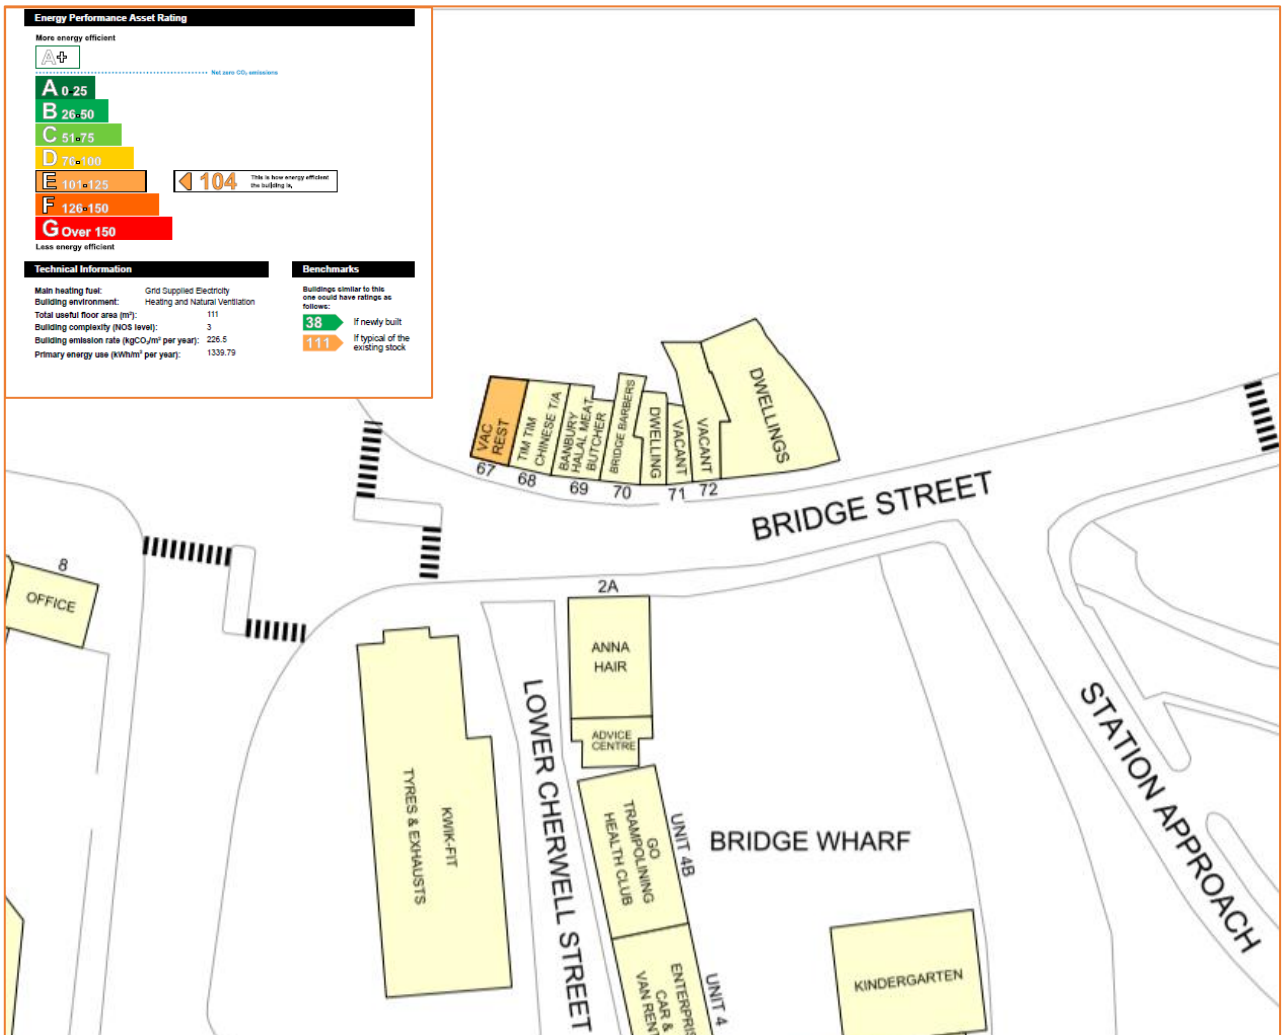 Energy Performance Asset Rating
More energy efficient
A+
Net zero CO₂ emissions
A 0-25
B 26-50
C 51-75
D 76-100
E 101-125
104
This is how energy efficient
the building is.
F 126-150
G Over 150
Less energy efficient
Technical Information
Main heating fuel: Grid Supplied Electricity
Building environment: Heating and Natural Ventilation
Total useful floor area (m²): 111
Building complexity (NOS level): 3
Building emission rate (kgCO₂/m² per year): 226.5
Primary energy use (kWh/m² per year): 1339.79
Benchmarks
Buildings similar to this
one could have ratings as
follows:
38 If newly built
111 If typical of the
existing stock
VAC
REST
TIM TIM
CHINESE T/A
BANBURY
HALAL MEAT
BUTCHER
BRIDGE BARBERS
DWELLING
VACANT
VACANT
DWELLINGS
67
68
69
70
71
72
BRIDGE STREET
8
OFFICE
2A
ANNA
HAIR
ADVICE
CENTRE
LOWER CHERWELL STREET
KWIK-FIT
TYRES & EXHAUSTS
GO
TRAMPOLINING
HEALTH CLUB
UNIT 4B
BRIDGE WHARF
STATION APPROACH
ENTERPRIS
CAR &
VAN RENT
UNIT 4
KINDERGARTEN